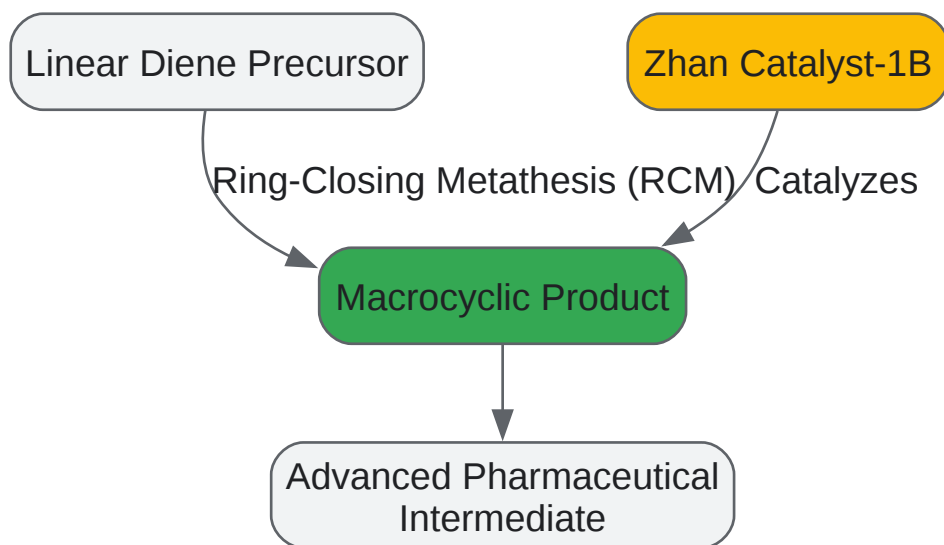 Linear Diene Precursor
Zhan Catalyst-1B
Ring-Closing Metathesis (RCM)
Catalyzes
Macrocyclic Product
Advanced Pharmaceutical
Intermediate